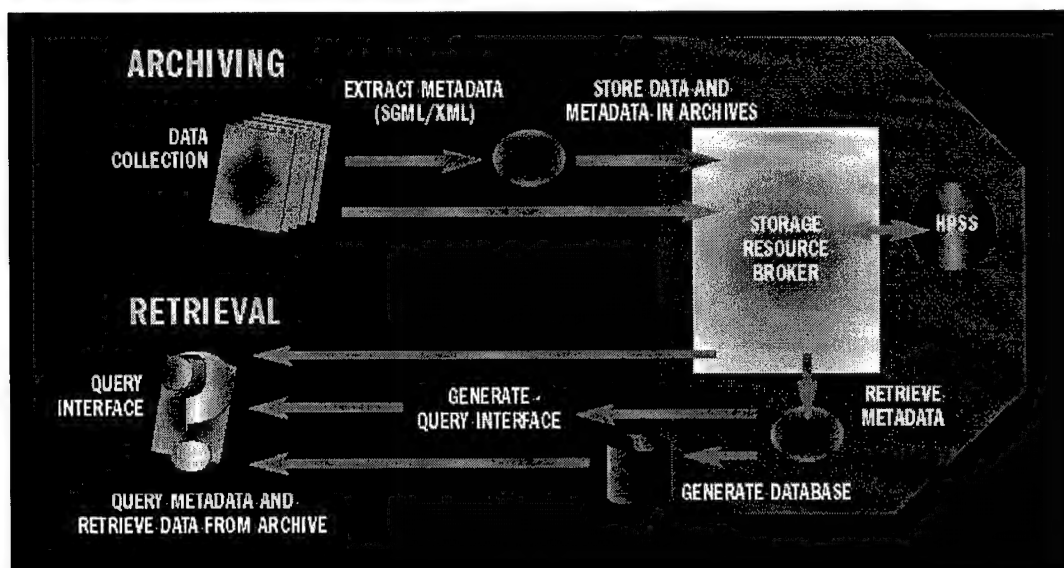 ARCHIVING
EXTRACT METADATA
(SGML/XML)
STORE DATA AND
METADATA IN ARCHIVES
DATA
COLLECTION
STORAGE
RESOURCE
BROKER
HPSS
RETRIEVAL
QUERY
INTERFACE
GENERATE
QUERY INTERFACE
RETRIEVE
METADATA
GENERATE DATABASE
QUERY METADATA AND
RETRIEVE DATA FROM ARCHIVE